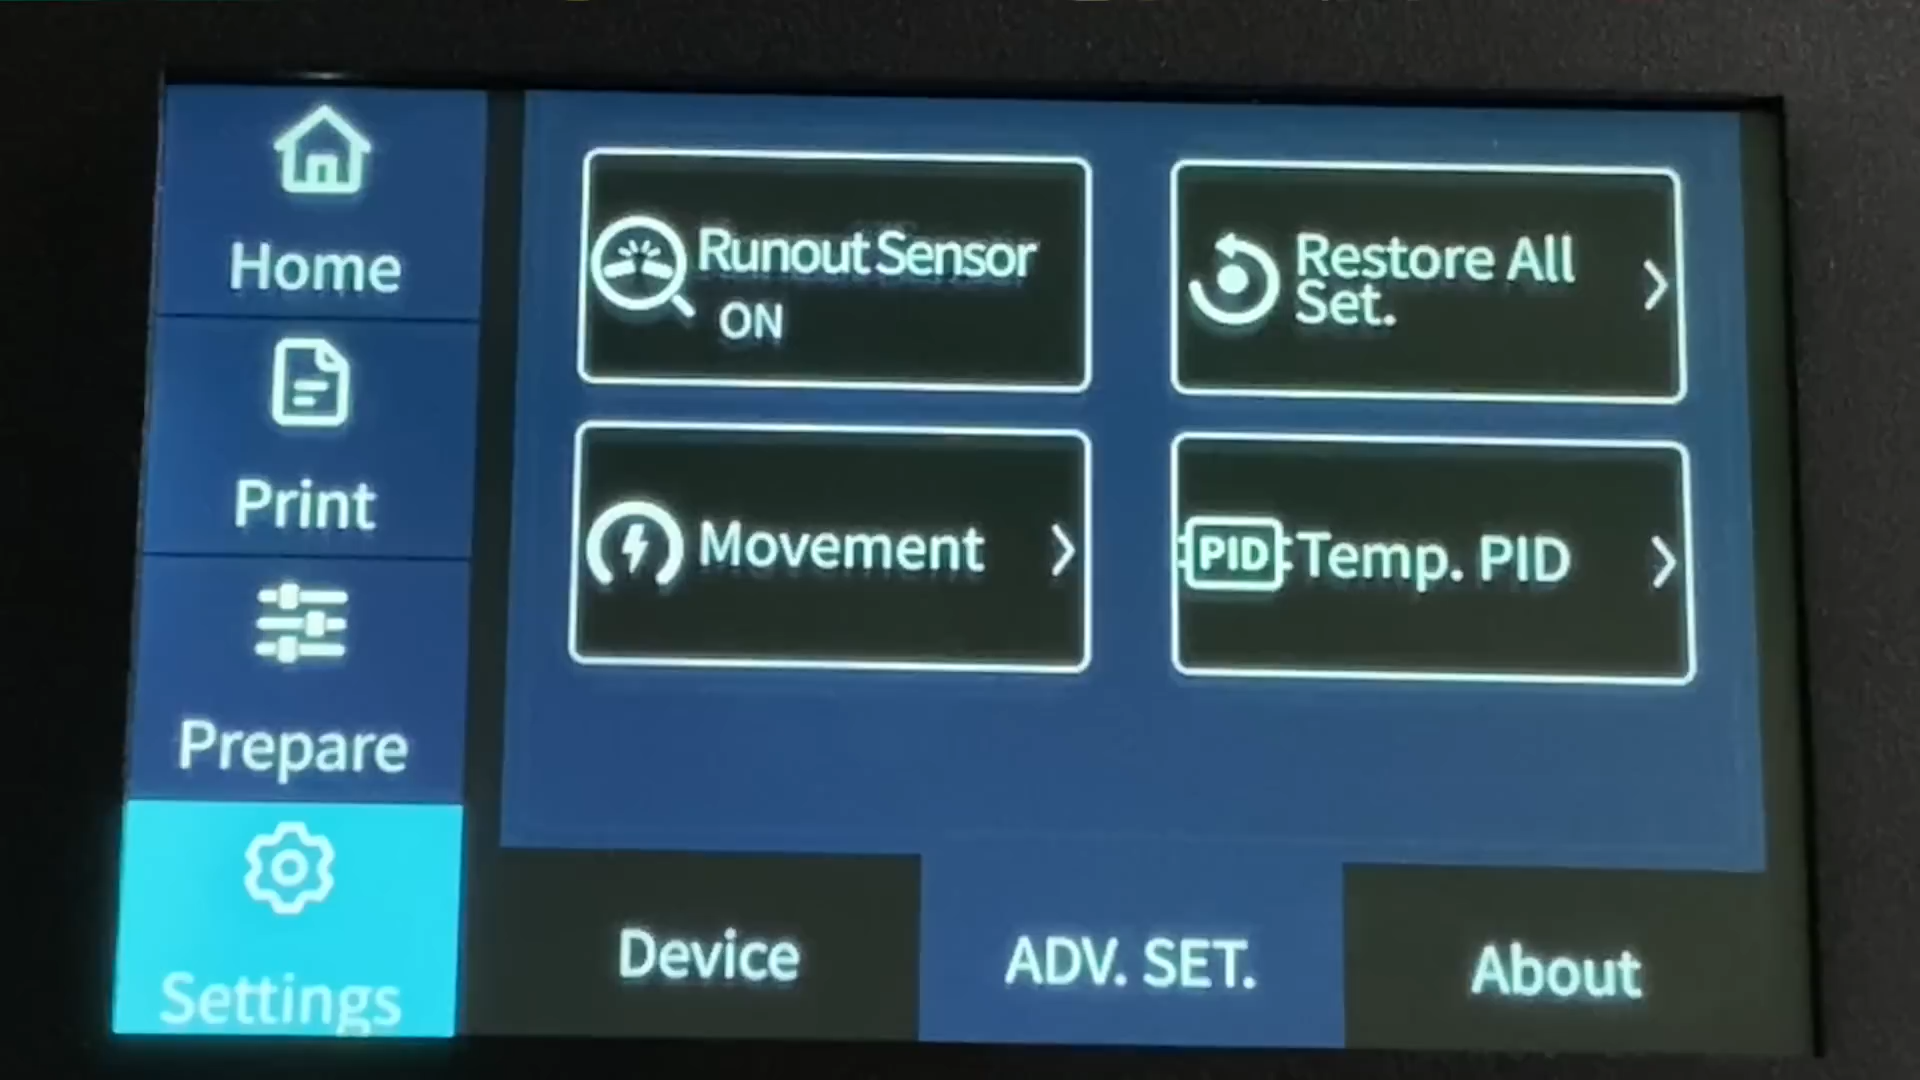 Home
Print
Prepare
Settings
Runout Sensor
ON
Restore All
Set.
Movement
PID
Temp. PID
Device
ADV. SET.
About